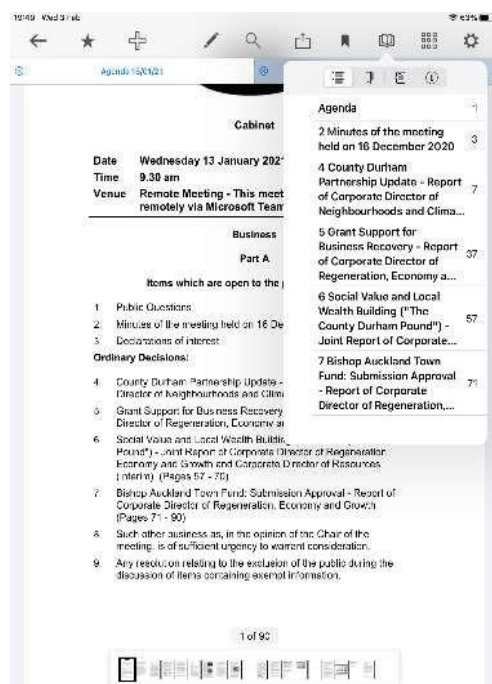 19:49 Wed 3 Feb
63%
Agenda 13/01/21
Cabinet
Date Wednesday 13 January 202
Time 9.30 am
Venue Remote Meeting - This meet
remotely via Microsoft Team
Business
Part A
Items which are open to the
1 Public Questions
2 Minutes of the meeting held on 16 De
3 Declarations of interest
Ordinary Decisions:
4 County Durham Partnership Update -
Director of Neighbourhoods and Clim
5 Grant Support for Business Recovery
Director of Regeneration, Economy a
6 Social Value and Local Wealth Buildin
Pound") - Joint Report of Corporate Director of Regeneration
Economy and Growth and Corporate Director of Resources
(Interim) (Pages 57 - 70)
7 Bishop Auckland Town Fund: Submission Approval - Report of
Corporate Director of Regeneration, Economy and Growth
(Pages 71 - 90)
8 Such other business as, in the opinion of the Chair of the
meeting, is of sufficient urgency to warrant consideration.
9 Any resolution relating to the exclusion of the public during the
discussion of items containing exempt information.
1 of 90
Agenda 1
2 Minutes of the meeting
held on 16 December 2020 3
4 County Durham
Partnership Update - Report
of Corporate Director of 7
Neighbourhoods and Clima...
5 Grant Support for
Business Recovery - Report
of Corporate Director of 37
Regeneration, Economy a...
6 Social Value and Local
Wealth Building ("The
County Durham Pound") - 57
Joint Report of Corporate...
7 Bishop Auckland Town
Fund: Submission Approval
- Report of Corporate 71
Director of Regeneration,...